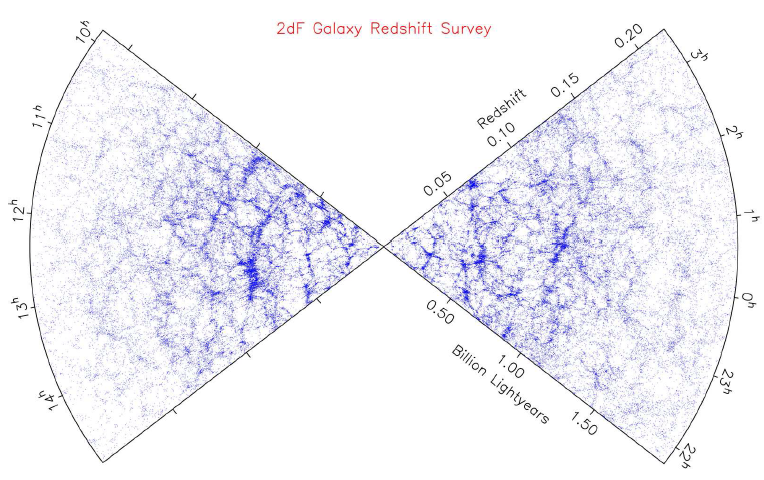 2dF Galaxy Redshift Survey
10h
11h
12h
13h
14h
Redshift
0.05
0.10
0.15
0.20
3h
2h
1h
0h
23h
22h
0.50
1.00
1.50
Billion Lightyears